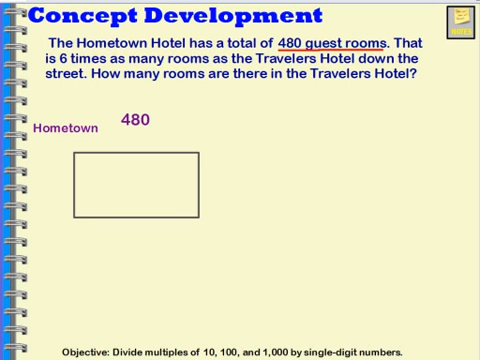 Concept Development
The Hometown Hotel has a total of 480 guest rooms. That
is 6 times as many rooms as the Travelers Hotel down the
street. How many rooms are there in the Travelers Hotel?
480
Hometown
Objective: Divide multiples of 10, 100, and 1,000 by single-digit numbers.